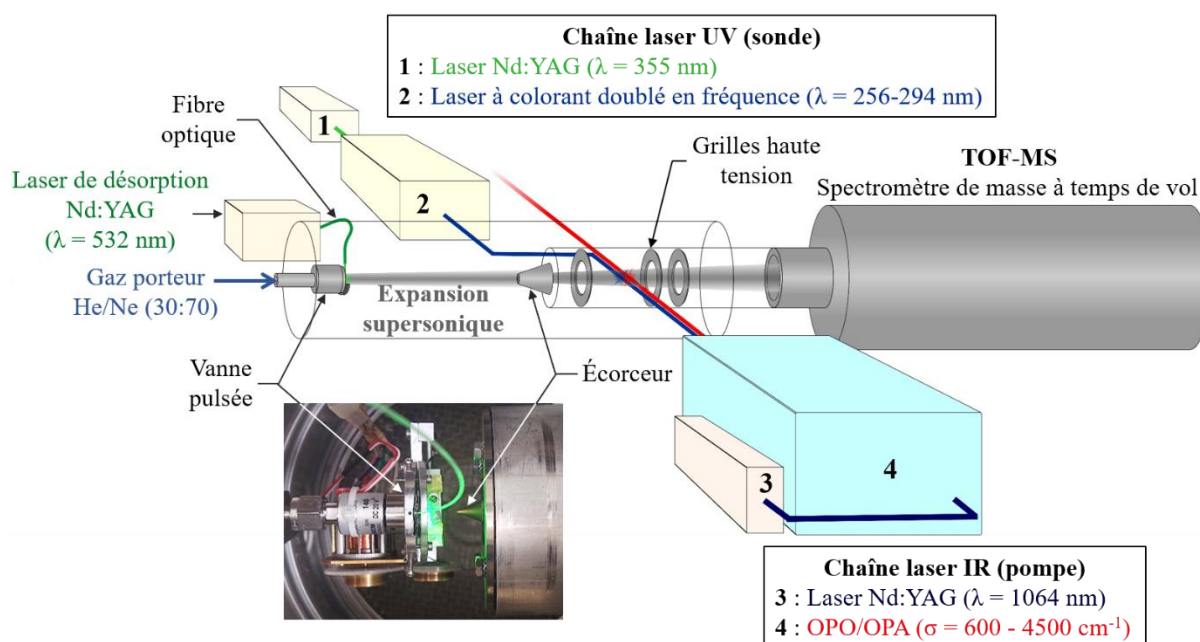 Chaîne laser UV (sonde)
1 : Laser Nd:YAG (λ = 355 nm)
2 : Laser à colorant doublé en fréquence (λ = 256-294 nm)
Fibre
optique
1
Grilles haute
tension
TOF-MS
Spectromètre de masse à temps de vol
Laser de désorption
Nd:YAG
(λ = 532 nm)
2
Gaz porteur
He/Ne (30:70)
Expansion
supersonique
Vanne
pulsée
Écorceur
3
4
Chaîne laser IR (pompe)
3 : Laser Nd:YAG (λ = 1064 nm)
4 : OPO/OPA (σ = 600 - 4500 cm⁻¹)